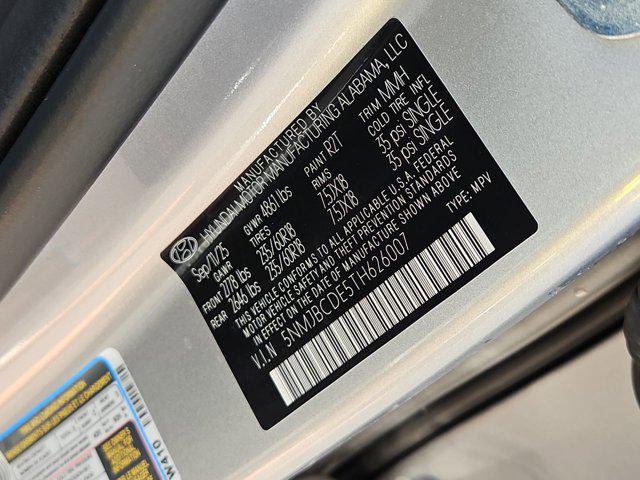 MANUFACTURED BY
HYUNDAI MOTOR MANUFACTURING ALABAMA, LLC
Sep/11/25 GVWR 4861 lbs PAINT R2T TRIM MMH
GAWR TIRES RIMS COLD TIRE INFL
FRONT 2778 lbs 235/60R18 7.5JX18 35 psi SINGLE
REAR 2646 lbs 235/60R18 7.5JX18 35 psi SINGLE
THIS VEHICLE CONFORMS TO ALL APPLICABLE U.S.A. FEDERAL
MOTOR VEHICLE SAFETY AND THEFT PREVENTION STANDARDS
IN EFFECT ON THE DATE OF MANUFACTURE SHOWN ABOVE
V.I.N 5NMJBCDE5TH626007 TYPE: MPV
W410